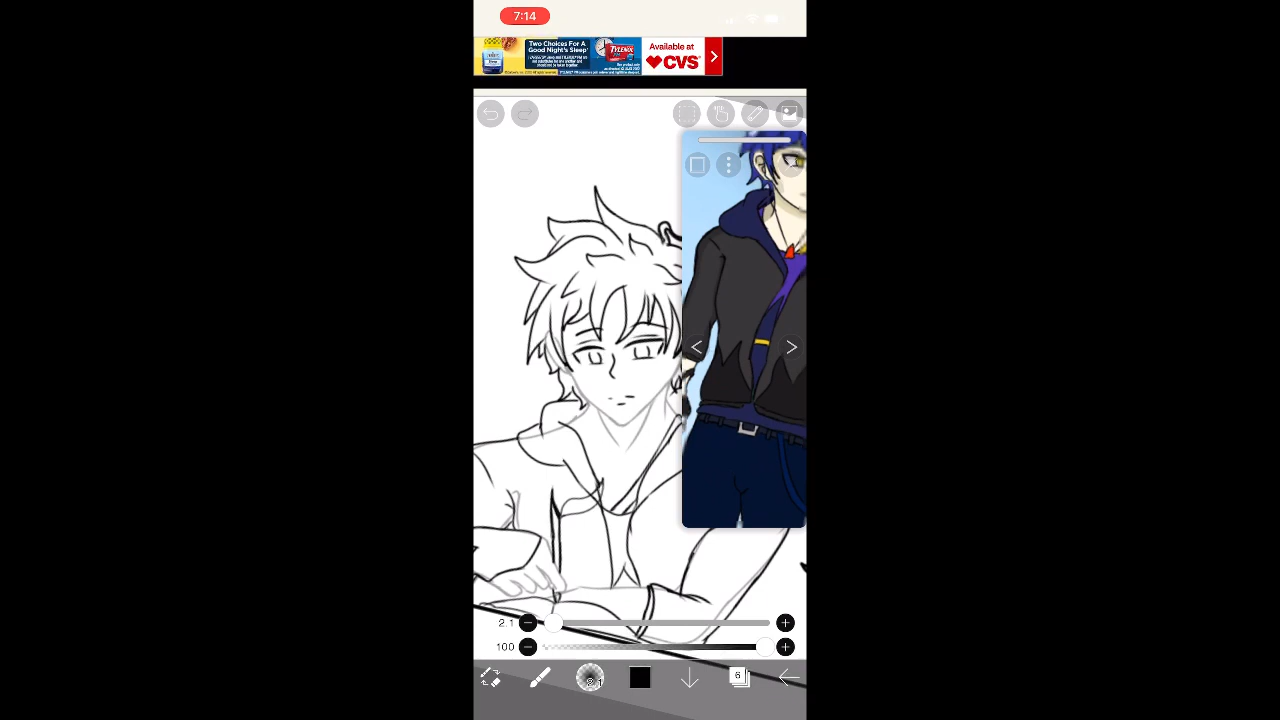 7:14
Two Choices For A
Good Night's Sleep
TYLENOL
Available at
CVS
2.1
100
6